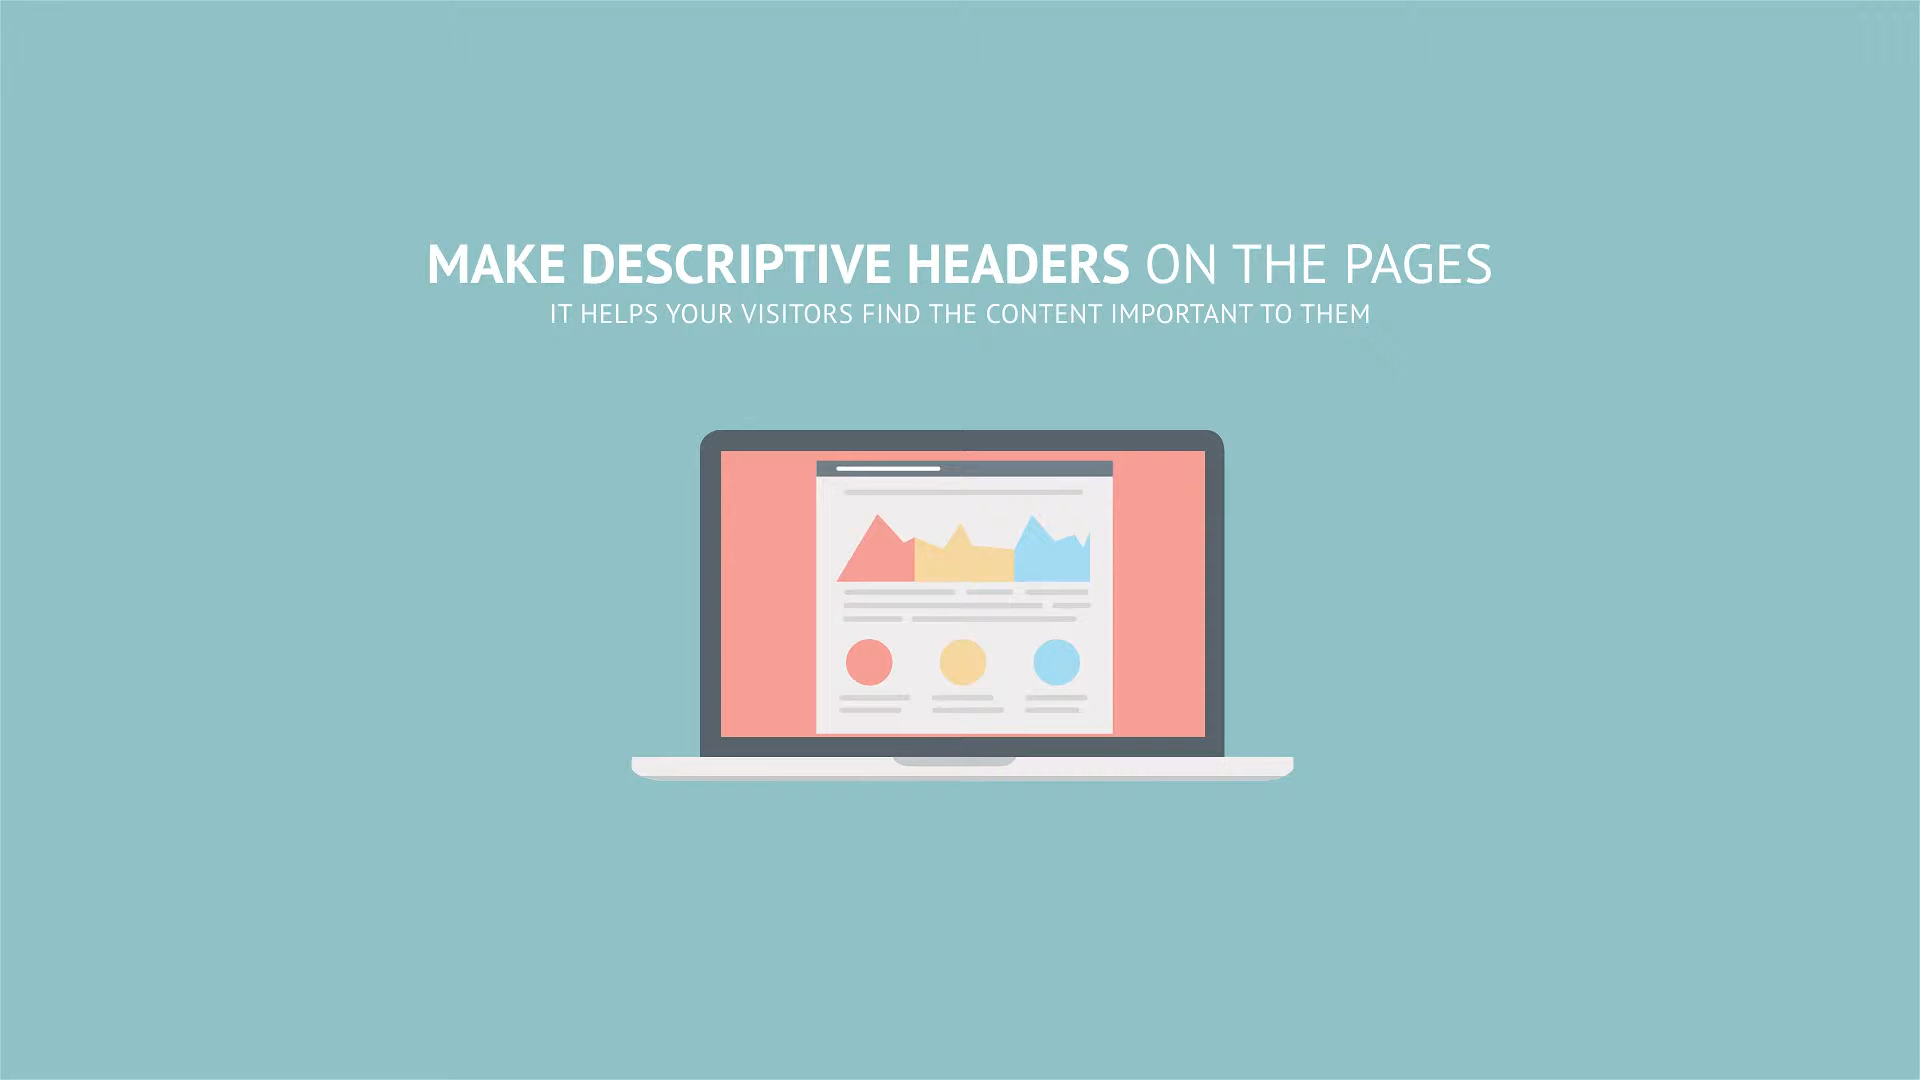 MAKE DESCRIPTIVE HEADERS ON THE PAGES
IT HELPS YOUR VISITORS FIND THE CONTENT IMPORTANT TO THEM